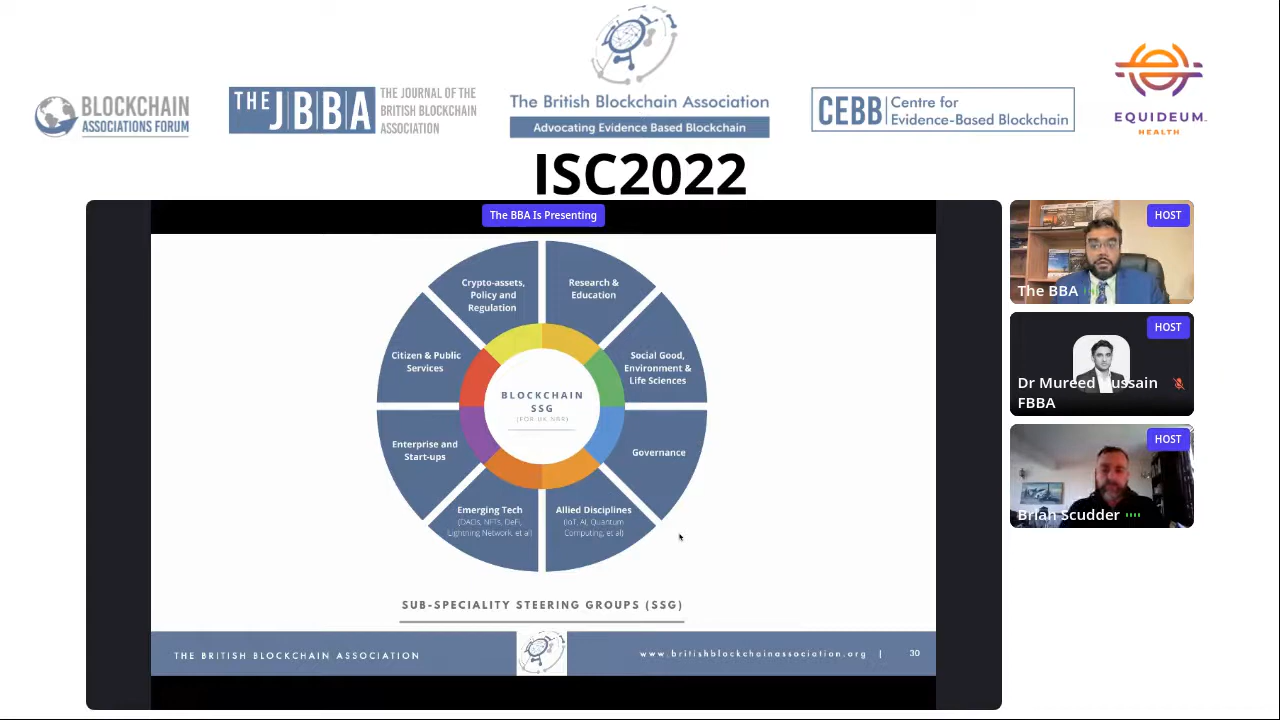 BLOCKCHAIN
ASSOCIATIONS FORUM
THE JBBA
THE JOURNAL OF THE
BRITISH BLOCKCHAIN
ASSOCIATION
The British Blockchain Association
Advocating Evidence Based Blockchain
CEBB
Centre for
Evidence-Based Blockchain
EQUIDEUM
HEALTH
ISC2022
The BBA Is Presenting
Crypto-assets,
Policy and
Regulation
Research &
Education
Citizen & Public
Services
Social Good,
Environment &
Life Sciences
BLOCKCHAIN
SSG
(FOR UK NBR)
Enterprise and
Start-ups
Governance
Emerging Tech
(DAOs, NFTs, DeFi,
Lightning Network, et al)
Allied Disciplines
(IoT, AI, Quantum
Computing, et al)
SUB-SPECIALITY STEERING GROUPS (SSG)
THE BRITISH BLOCKCHAIN ASSOCIATION
www.britishblockchainassociation.org | 30
HOST
The BBA
HOST
Dr Mureed Hussain
FBBA
HOST
Brian Scudder